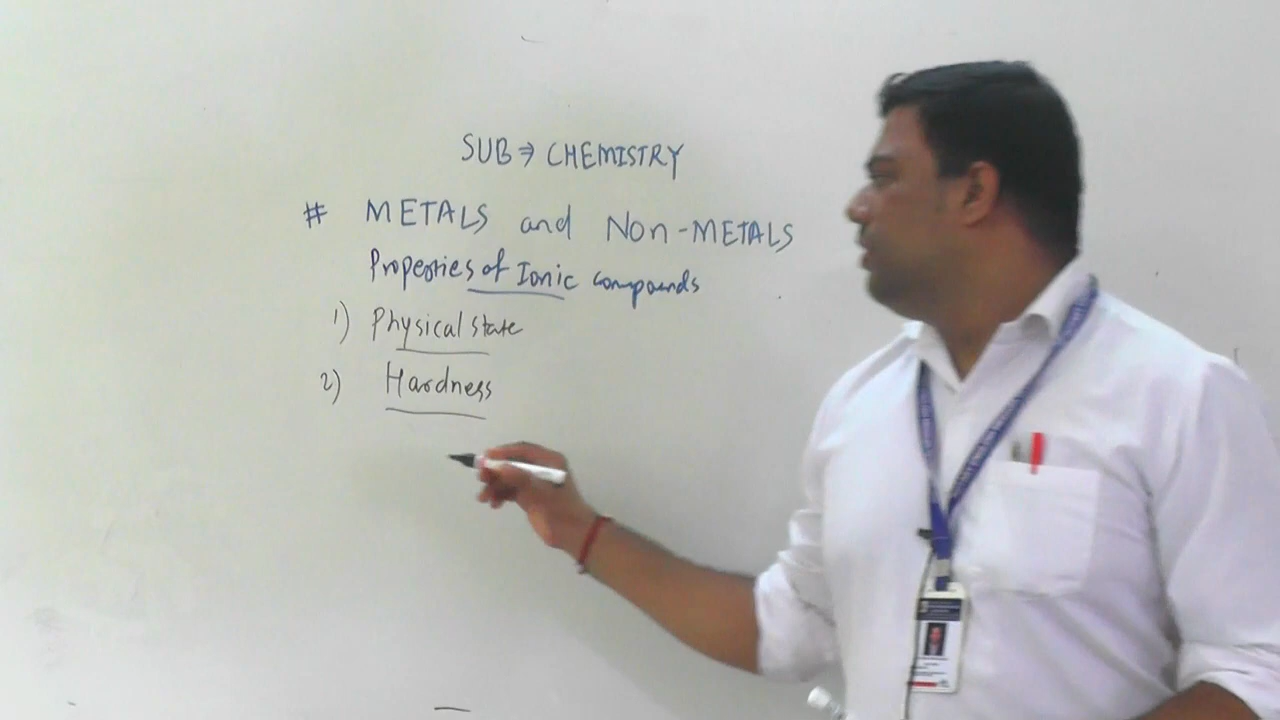 SUB ⇒ CHEMISTRY
# METALS and NON-METALS
Properties of Ionic compounds
1) Physical state
2) Hardness